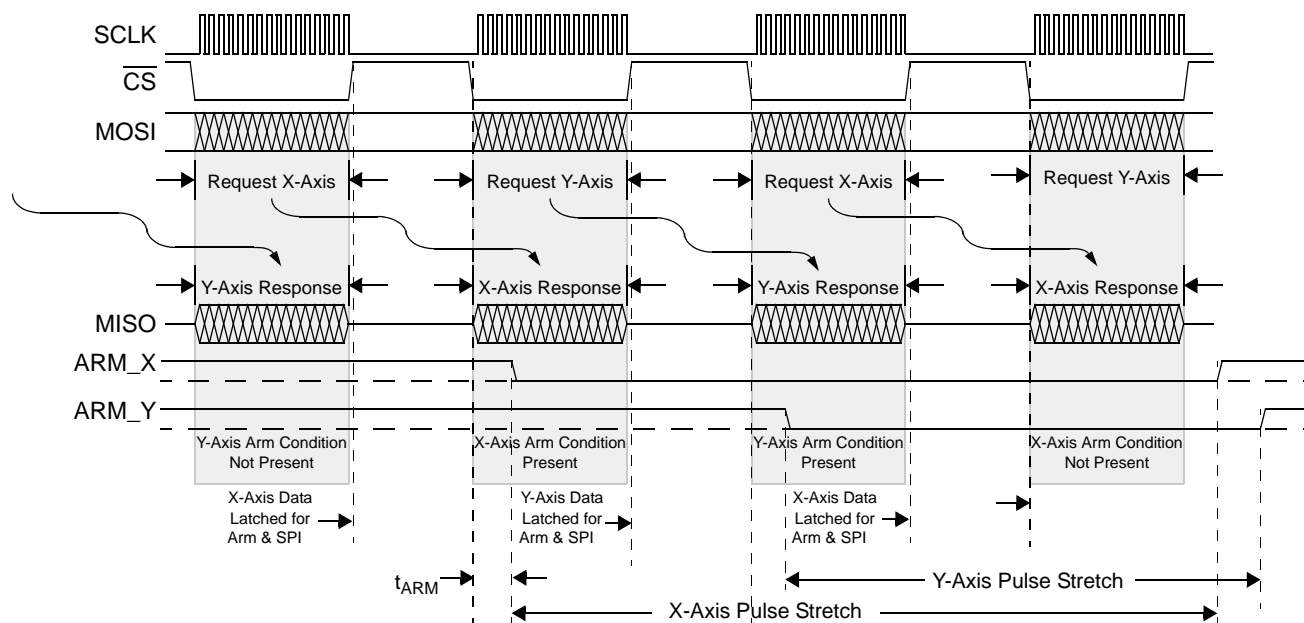 SCLK
CS
MOSI
Request X-Axis
Request Y-Axis
Request X-Axis
Request Y-Axis
Y-Axis Response
X-Axis Response
Y-Axis Response
X-Axis Response
MISO
ARM_X
ARM_Y
Y-Axis Arm Condition
Not Present
X-Axis Arm Condition
Present
Y-Axis Arm Condition
Present
X-Axis Arm Condition
Not Present
X-Axis Data
Latched for
Arm & SPI
Y-Axis Data
Latched for
Arm & SPI
X-Axis Data
Latched for
Arm & SPI
tARM
Y-Axis Pulse Stretch
X-Axis Pulse Stretch